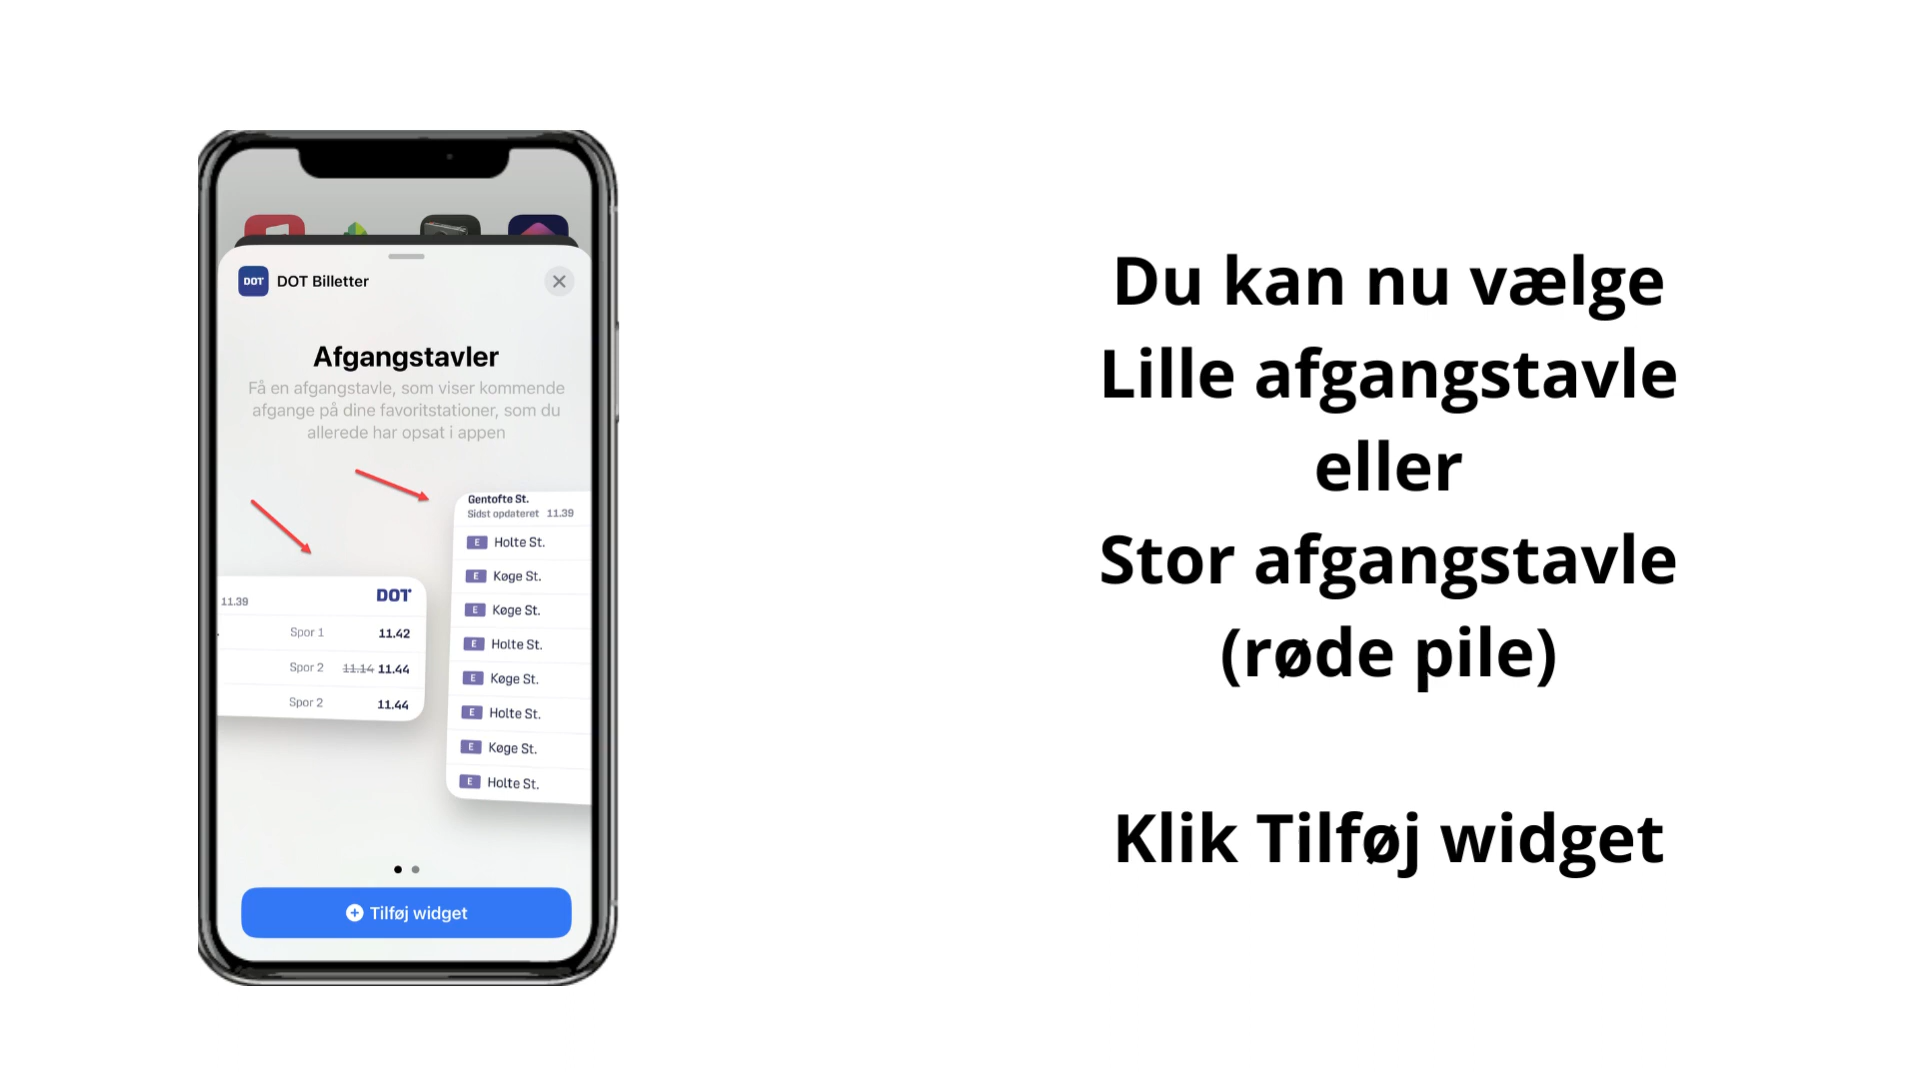 DOT
DOT Billetter
Afgangstavler
Få en afgangstavle, som viser kommende
afgange på dine favoritstationer, som du
allerede har opsat i appen
11.39
DOT
Spor 1 11.42
Spor 2 11.14 11.44
Spor 2 11.44
Gentofte St.
Sidst opdateret 11.39
E Holte St.
E Køge St.
E Køge St.
E Holte St.
E Køge St.
E Holte St.
E Køge St.
E Holte St.
Tilføj widget
Du kan nu vælge
Lille afgangstavle
eller
Stor afgangstavle
(røde pile)
Klik Tilføj widget